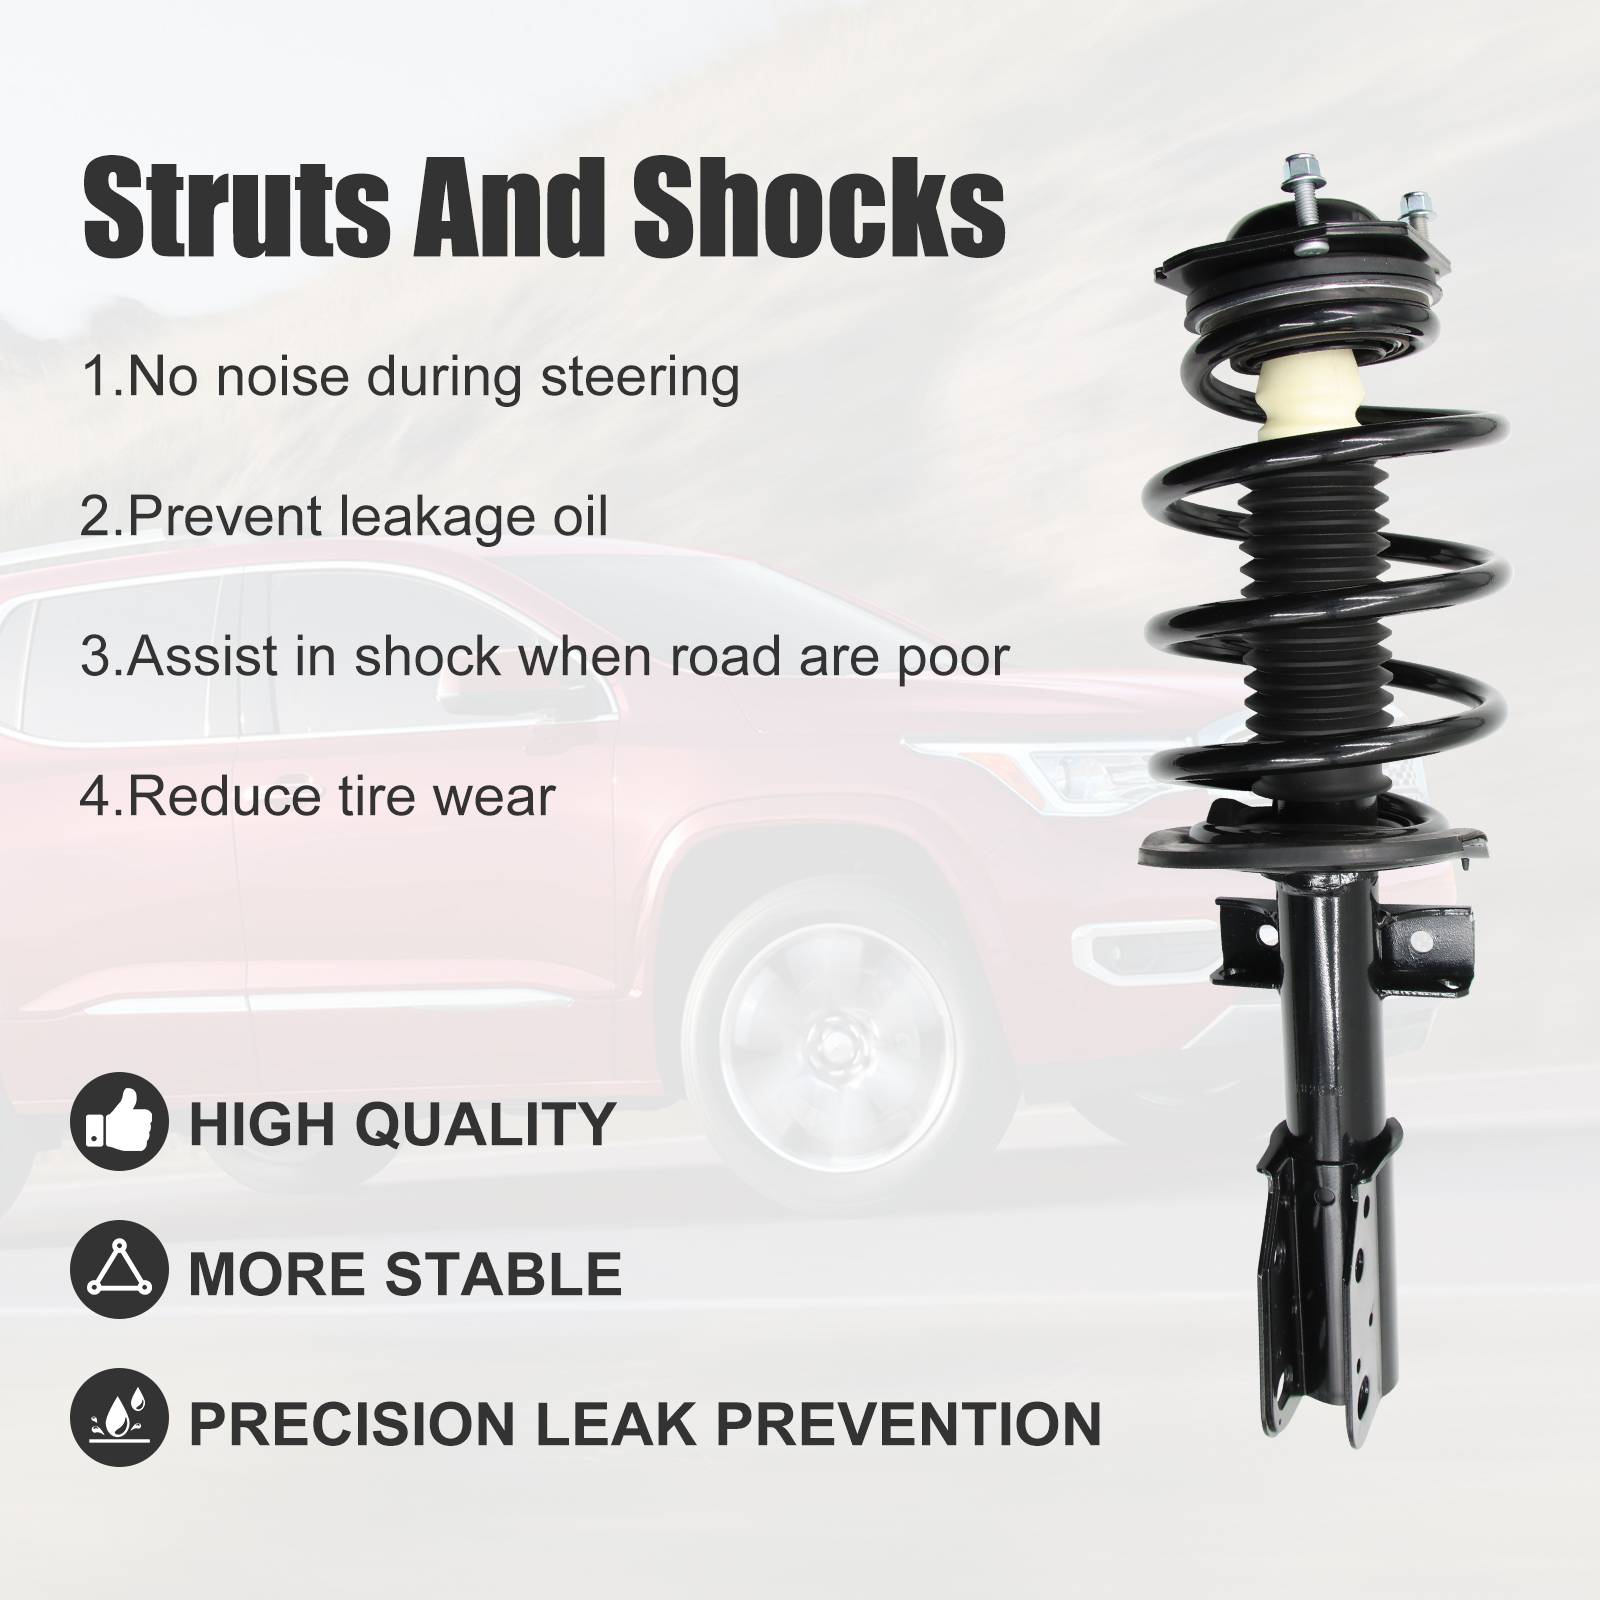 Struts And Shocks
1.No noise during steering
2.Prevent leakage oil
3.Assist in shock when road are poor
4.Reduce tire wear
HIGH QUALITY
MORE STABLE
PRECISION LEAK PREVENTION